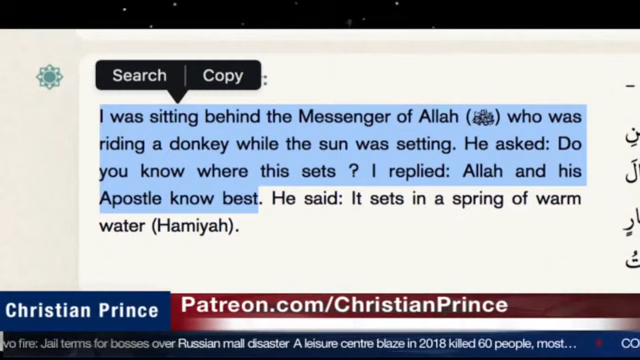 Search
Copy
:
I was sitting behind the Messenger of Allah (ﷺ) who was
riding a donkey while the sun was setting. He asked: Do
you know where this sets ? I replied: Allah and his
Apostle know best. He said: It sets in a spring of warm
water (Hamiyah).
Christian Prince
Patreon.com/ChristianPrince
vo fire: Jail terms for bosses over Russian mall disaster A leisure centre blaze in 2018 killed 60 people, most...
CO